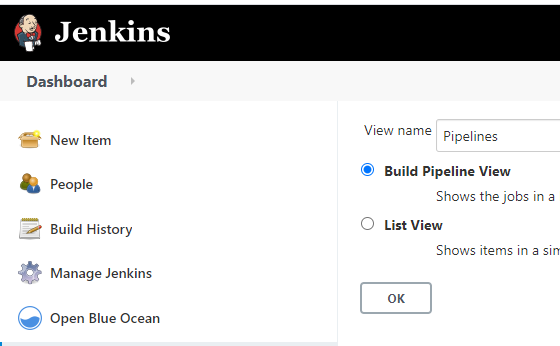 Jenkins
Dashboard
New Item
People
Build History
Manage Jenkins
Open Blue Ocean
View name Pipelines
Build Pipeline View
Shows the jobs in a
List View
Shows items in a
OK